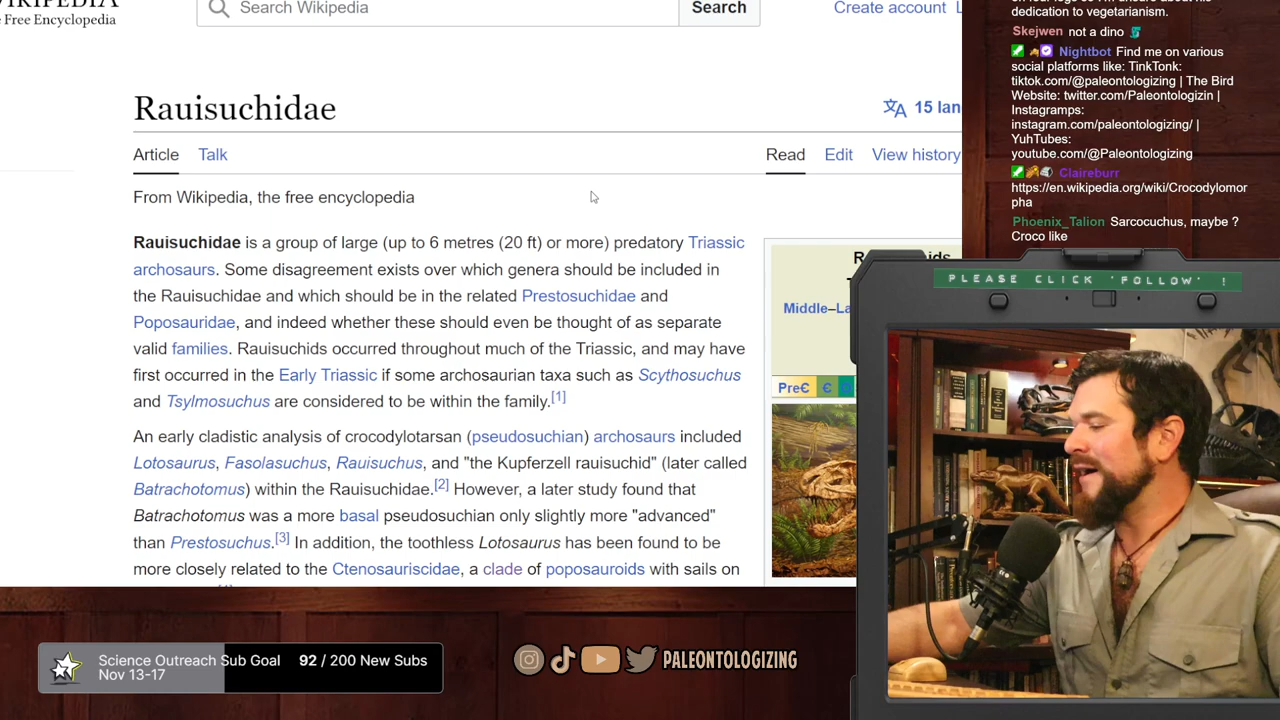 WIKIPEDIA
The Free Encyclopedia
Search Wikipedia
Search
Create account
Rauisuchidae
15 lan
Article Talk
Read Edit View history
From Wikipedia, the free encyclopedia
Rauisuchidae is a group of large (up to 6 metres (20 ft) or more) predatory Triassic
archosaurs. Some disagreement exists over which genera should be included in
the Rauisuchidae and which should be in the related Prestosuchidae and
Poposauridae, and indeed whether these should even be thought of as separate
valid families. Rauisuchids occurred throughout much of the Triassic, and may have
first occurred in the Early Triassic if some archosaurian taxa such as Scythosuchus
and Tsylmosuchus are considered to be within the family.[1]
An early cladistic analysis of crocodylotarsan (pseudosuchian) archosaurs included
Lotosaurus, Fasolasuchus, Rauisuchus, and "the Kupferzell rauisuchid" (later called
Batrachotomus) within the Rauisuchidae.[2] However, a later study found that
Batrachotomus was a more basal pseudosuchian only slightly more "advanced"
than Prestosuchus.[3] In addition, the toothless Lotosaurus has been found to be
more closely related to the Ctenosauriscidae, a clade of poposauroids with sails on
R ids
Middle–La
PreЄ Є
dedication to vegetarianism.
Skejwen not a dino
Nightbot Find me on various
social platforms like: TinkTonk:
tiktok.com/@paleontologizing | The Bird
Website: twitter.com/Paleontologizin |
Instagramps:
instagram.com/paleontologizing/ |
YuhTubes:
youtube.com/@Paleontologizing
Claireburr
https://en.wikipedia.org/wiki/Crocodylomor
pha
Phoenix_Talion Sarcocuchus, maybe ?
Croco like
PLEASE CLICK 'FOLLOW' !
Science Outreach Sub Goal 92 / 200 New Subs
Nov 13-17
PALEONTOLOGIZING